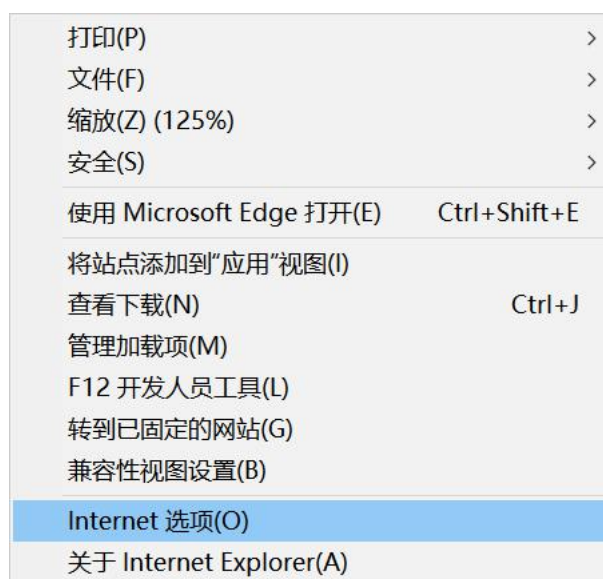 打印(P)
文件(F)
缩放(Z) (125%)
安全(S)
使用 Microsoft Edge 打开(E) Ctrl+Shift+E
将站点添加到“应用”视图(I)
查看下载(N) Ctrl+J
管理加载项(M)
F12 开发人员工具(L)
转到已固定的网站(G)
兼容性视图设置(B)
Internet 选项(O)
关于 Internet Explorer(A)